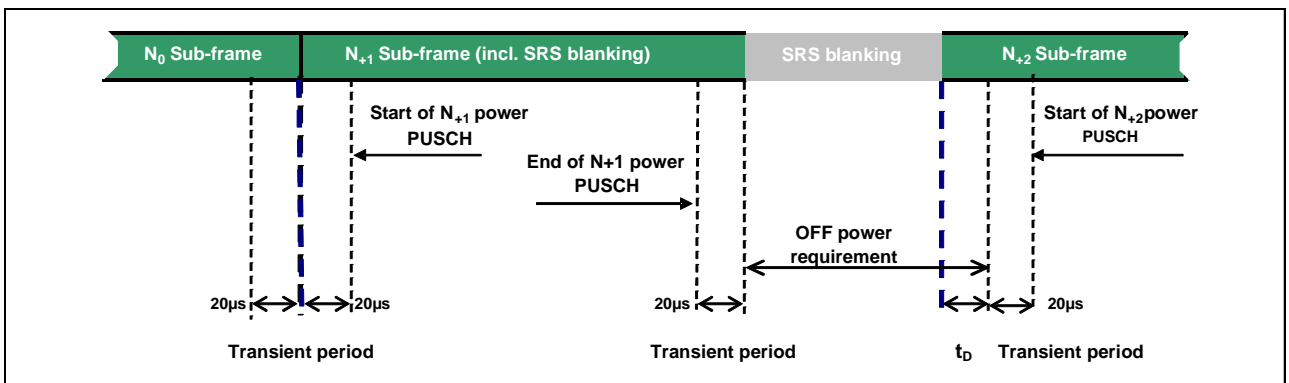 N₀ Sub-frame
N₊₁ Sub-frame (incl. SRS blanking)
SRS blanking
N₊₂ Sub-frame
Start of N₊₁ power
PUSCH
Start of N₊₂power
PUSCH
End of N+1 power
PUSCH
OFF power
requirement
20µs
20µs
20µs
20µs
Transient period
Transient period
t_D
Transient period